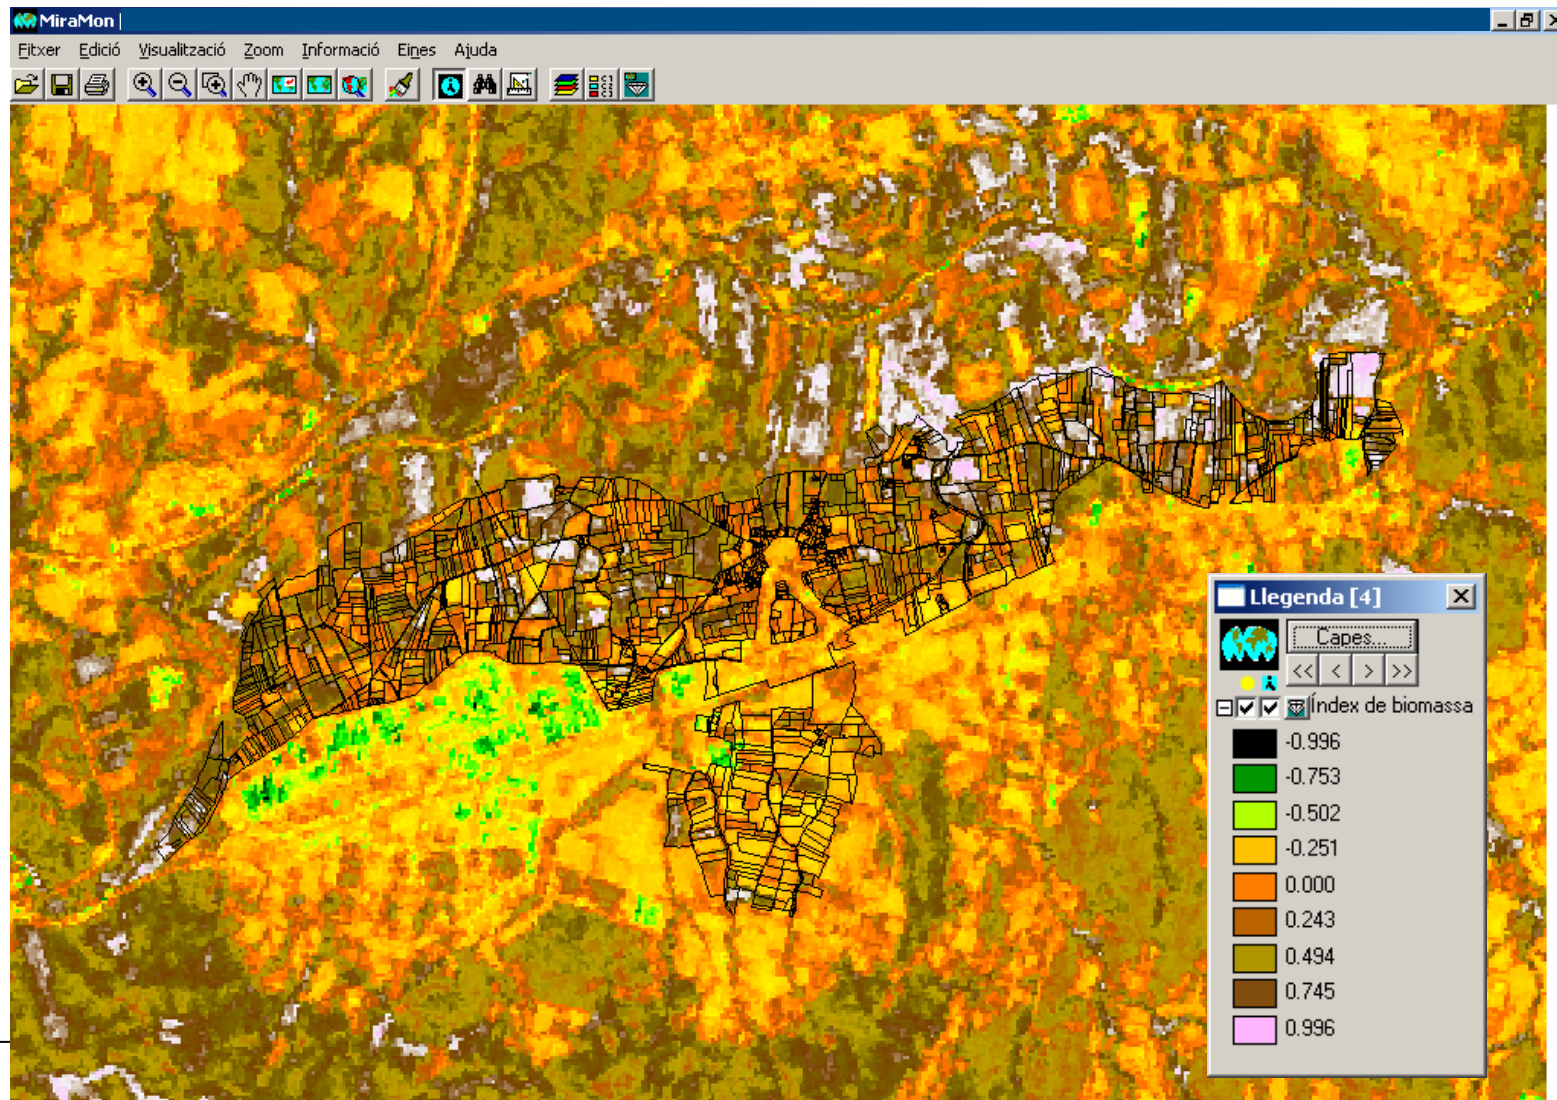 MiraMon
Fitxer Edició Visualització Zoom Informació Eines Ajuda
Llegenda [4]
Capes...
<< < > >>
Índex de biomassa
-0.996
-0.753
-0.502
-0.251
0.000
0.243
0.494
0.745
0.996